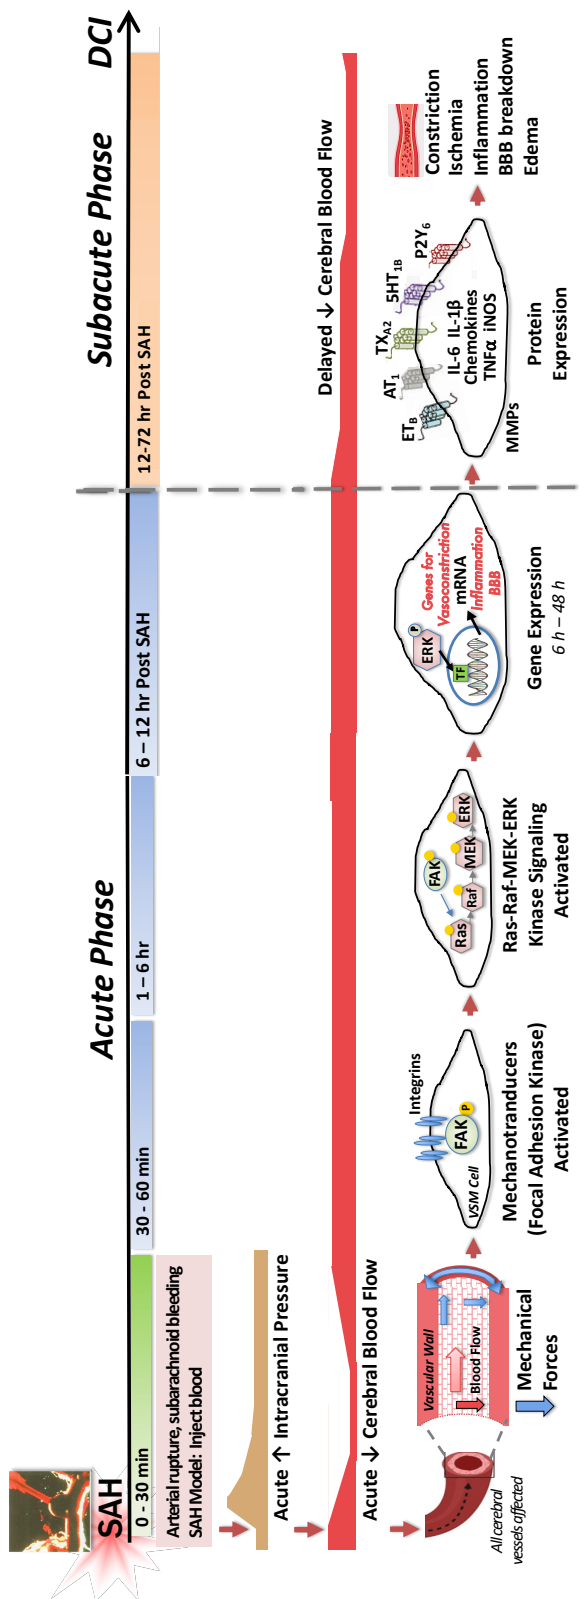 Acute Phase
Subacute Phase
DCI
SAH
0 - 30 min
30 - 60 min
1 – 6 hr
6 – 12 hr Post SAH
12-72 hr Post SAH
Arterial rupture, subarachnoid bleeding
SAH Model: Inject blood
Acute ↑ Intracranial Pressure
Acute ↓ Cerebral Blood Flow
Delayed ↓ Cerebral Blood Flow
All cerebral
vessels affected
Vascular Wall
Blood Flow
Mechanical
Forces
Integrins
FAK
P
VSM Cell
Mechanotranducers
(Focal Adhesion Kinase)
Activated
FAK
Ras
Raf
MEK
ERK
Ras-Raf-MEK-ERK
Kinase Signaling
Activated
P
ERK
TF
Genes for
Vasoconstriction
mRNA
Inflammation
BBB
Gene Expression
6 h – 48 h
ETB
AT1
TXA2
5HT1B
P2Y6
IL-6 IL-1β
Chemokines
TNFα iNOS
MMPs
Protein
Expression
Constriction
Ischemia
Inflammation
BBB breakdown
Edema